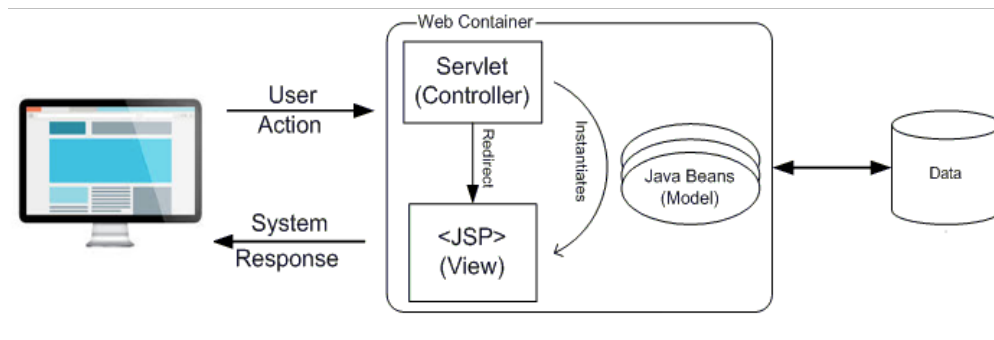 Web Container
Servlet
(Controller)
User
Action
Redirect
Instantiates
Java Beans
(Model)
Data
<JSP>
(View)
System
Response